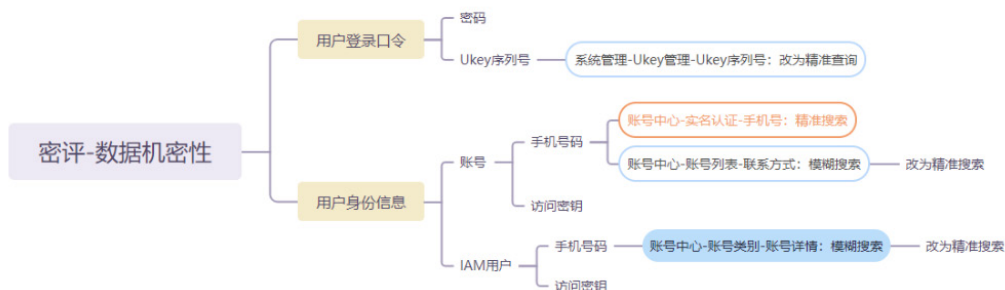 密评-数据机密性
用户登录口令
密码
Ukey序列号
系统管理-Ukey管理-Ukey序列号：改为精准查询
用户身份信息
账号
手机号码
账号中心-实名认证-手机号：精准搜索
账号中心-账号列表-联系方式：模糊搜索
改为精准搜索
访问密钥
IAM用户
手机号码
账号中心-账号类别-账号详情：模糊搜索
改为精准搜索
访问密钥